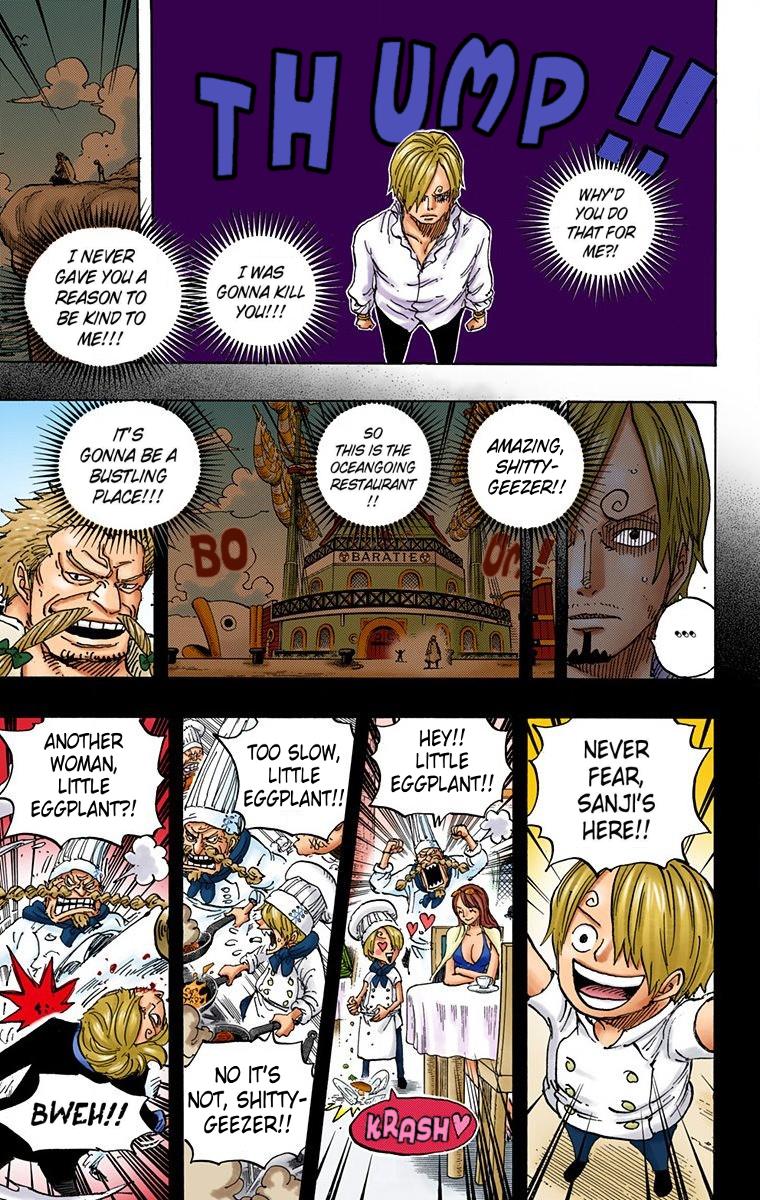 THUMP!!
WHY'D
YOU DO
THAT FOR
ME?!
I WAS
GONNA KILL
YOU!!!
I NEVER
GAVE YOU A
REASON TO
BE KIND TO
ME!!!
AMAZING,
SHITTY-
GEEZER!!
SO
THIS IS THE
OCEANGOING
RESTAURANT
!!
IT'S
GONNA BE A
BUSTLING
PLACE!!!
BOOM!
BARATIE
...
NEVER
FEAR,
SANJI'S
HERE!!
HEY!!
LITTLE
EGGPLANT!!
KRASH
TOO SLOW,
LITTLE
EGGPLANT!!
NO IT'S
NOT, SHITTY-
GEEZER!!
ANOTHER
WOMAN,
LITTLE
EGGPLANT?!
BWEH!!